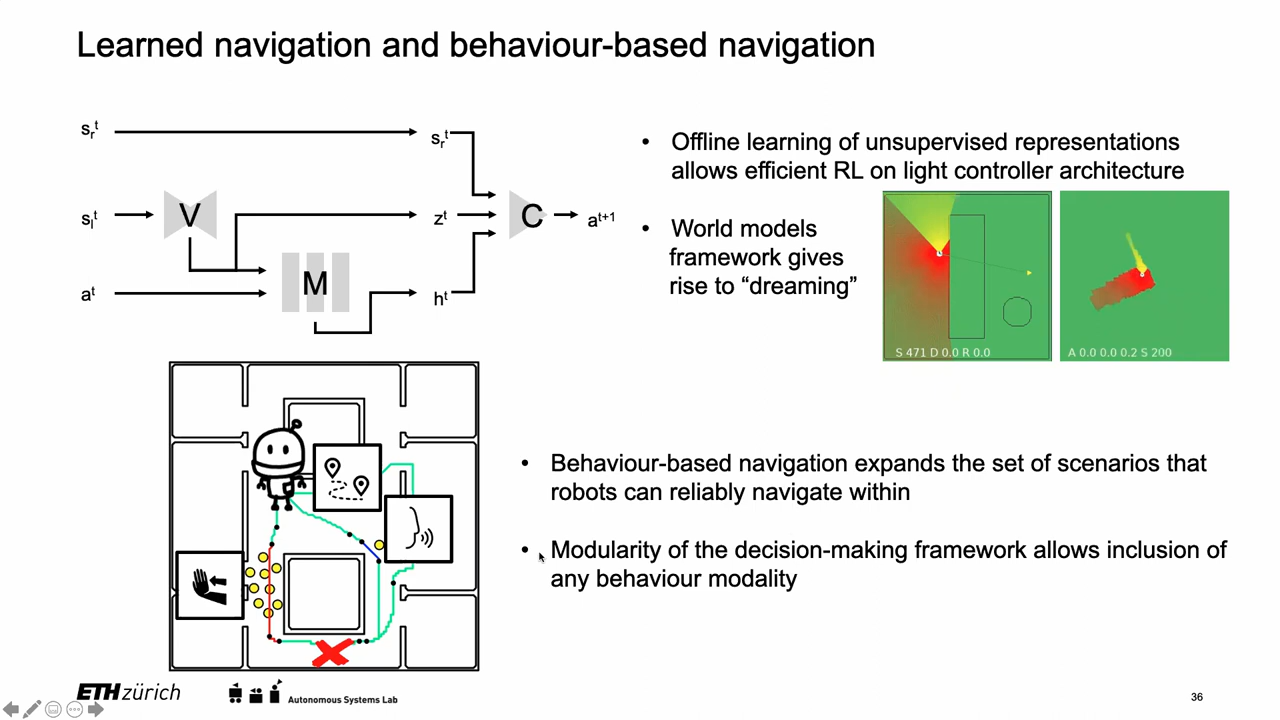 Learned navigation and behaviour-based navigation
s_r^t
s_r^t
s_l^t
V
z^t
C
a^t+1
a^t
M
h^t
• Offline learning of unsupervised representations
allows efficient RL on light controller architecture
• World models
framework gives
rise to “dreaming”
S 471 D 0.0 R 0.0
A 0.0 0.0 0.2 S 200
• Behaviour-based navigation expands the set of scenarios that
robots can reliably navigate within
• Modularity of the decision-making framework allows inclusion of
any behaviour modality
ETH zürich
Autonomous Systems Lab
36